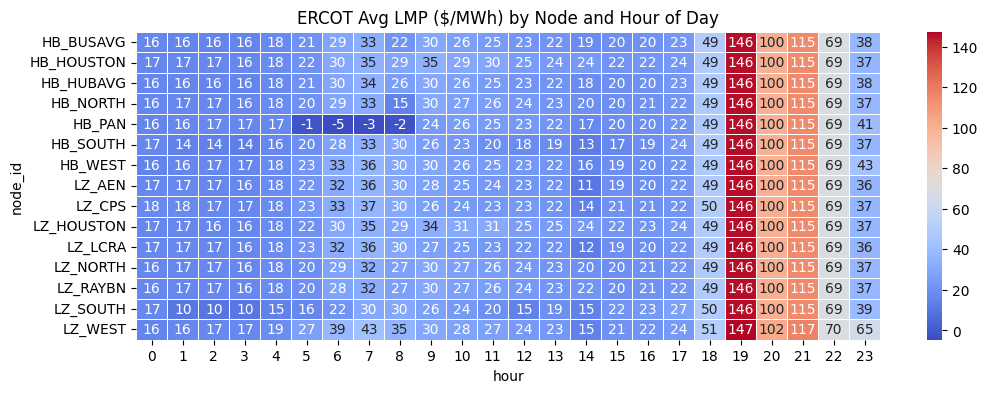 ERCOT Avg LMP ($/MWh) by Node and Hour of Day
node_id
HB_BUSAVG 16 16 16 16 18 21 29 33 22 30 26 25 23 22 19 20 20 23 49 146 100 115 69 38
HB_HOUSTON 17 17 17 16 18 22 30 35 29 35 29 30 25 24 24 22 22 24 49 146 100 115 69 37
HB_HUBAVG 16 17 16 16 18 21 30 34 26 30 26 25 23 22 18 20 20 23 49 146 100 115 69 38
HB_NORTH 16 17 17 16 18 20 29 33 15 30 27 26 24 23 20 20 21 22 49 146 100 115 69 37
HB_PAN 16 16 17 17 17 -1 -5 -3 -2 24 26 25 23 22 17 20 20 22 49 146 100 115 69 41
HB_SOUTH 17 14 14 14 16 20 28 33 30 26 23 20 18 19 13 17 19 24 49 146 100 115 69 37
HB_WEST 16 16 17 17 18 23 33 36 30 30 26 25 23 22 16 19 20 22 49 146 100 115 69 43
LZ_AEN 17 17 17 16 18 22 32 36 30 28 25 24 23 22 11 19 20 22 49 146 100 115 69 36
LZ_CPS 18 18 17 17 18 23 33 37 30 26 24 23 23 22 14 21 21 22 50 146 100 115 69 37
LZ_HOUSTON 17 17 16 16 18 22 30 35 29 34 31 31 25 25 24 22 23 24 49 146 100 115 69 37
LZ_LCRA 17 17 17 16 18 23 32 36 30 27 25 23 22 22 12 19 20 22 49 146 100 115 69 36
LZ_NORTH 16 17 17 16 18 20 29 32 27 30 27 26 24 23 20 20 21 22 49 146 100 115 69 37
LZ_RAYBN 16 17 17 16 18 20 28 32 27 30 27 26 24 23 22 20 21 22 49 146 100 115 69 37
LZ_SOUTH 17 10 10 10 15 16 22 30 30 26 24 20 15 19 15 22 23 27 50 146 100 115 69 39
LZ_WEST 16 16 17 17 19 27 39 43 35 30 28 27 24 23 15 21 22 24 51 147 102 117 70 65
0 1 2 3 4 5 6 7 8 9 10 11 12 13 14 15 16 17 18 19 20 21 22 23
hour
140
120
100
80
60
40
20
0